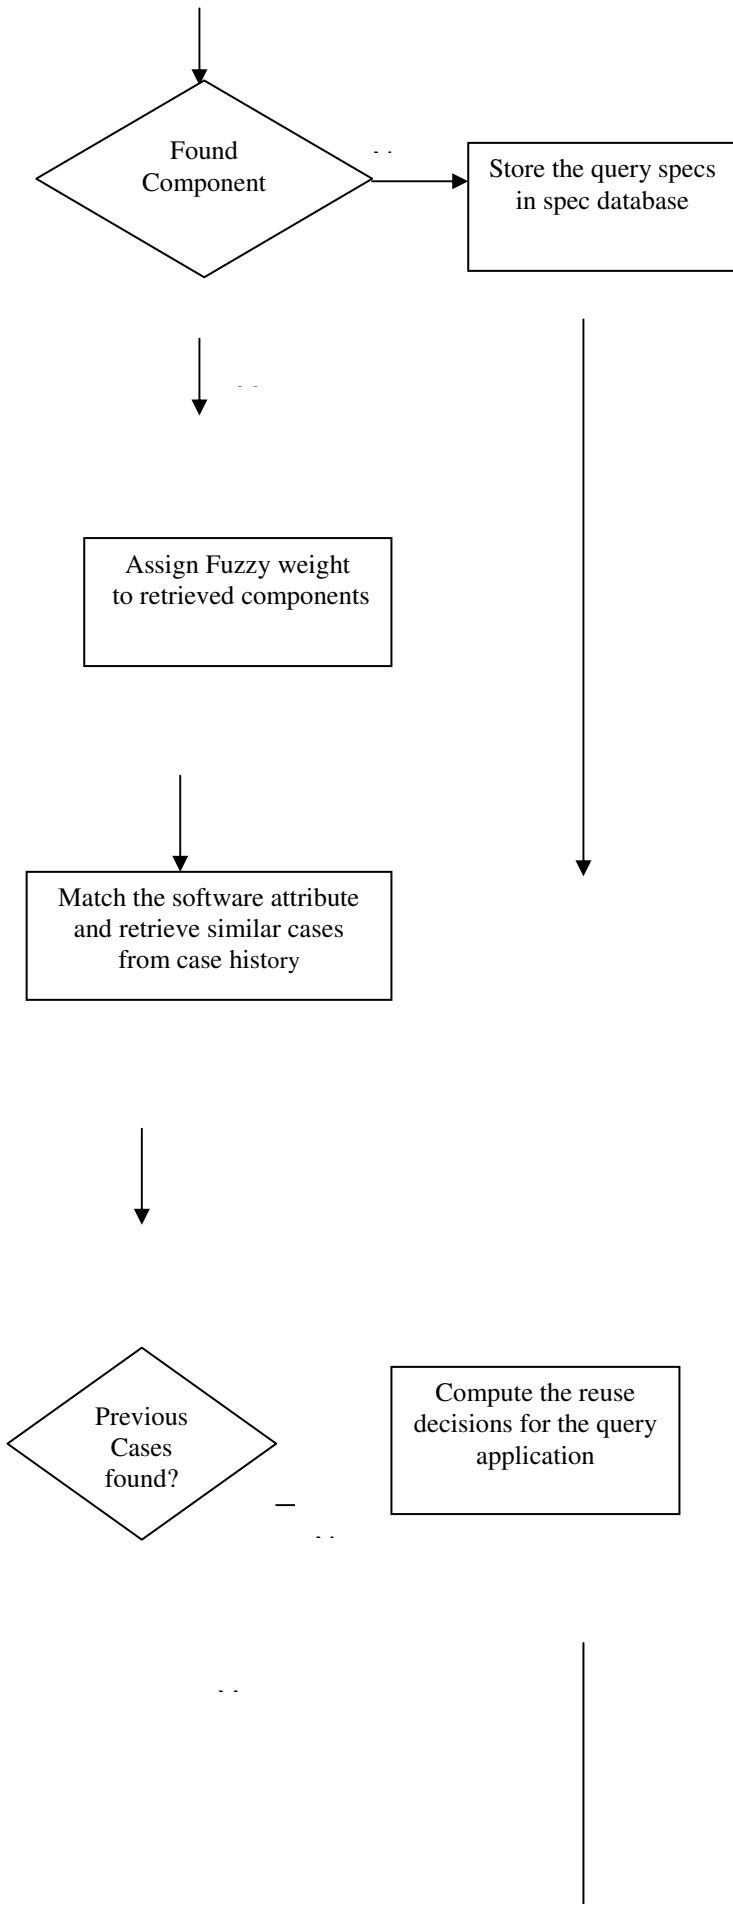 Found
Component
Store the query specs
in spec database
Assign Fuzzy weight
to retrieved components
Match the software attribute
and retrieve similar cases
from case history
Previous
Cases
found?
Compute the reuse
decisions for the query
application